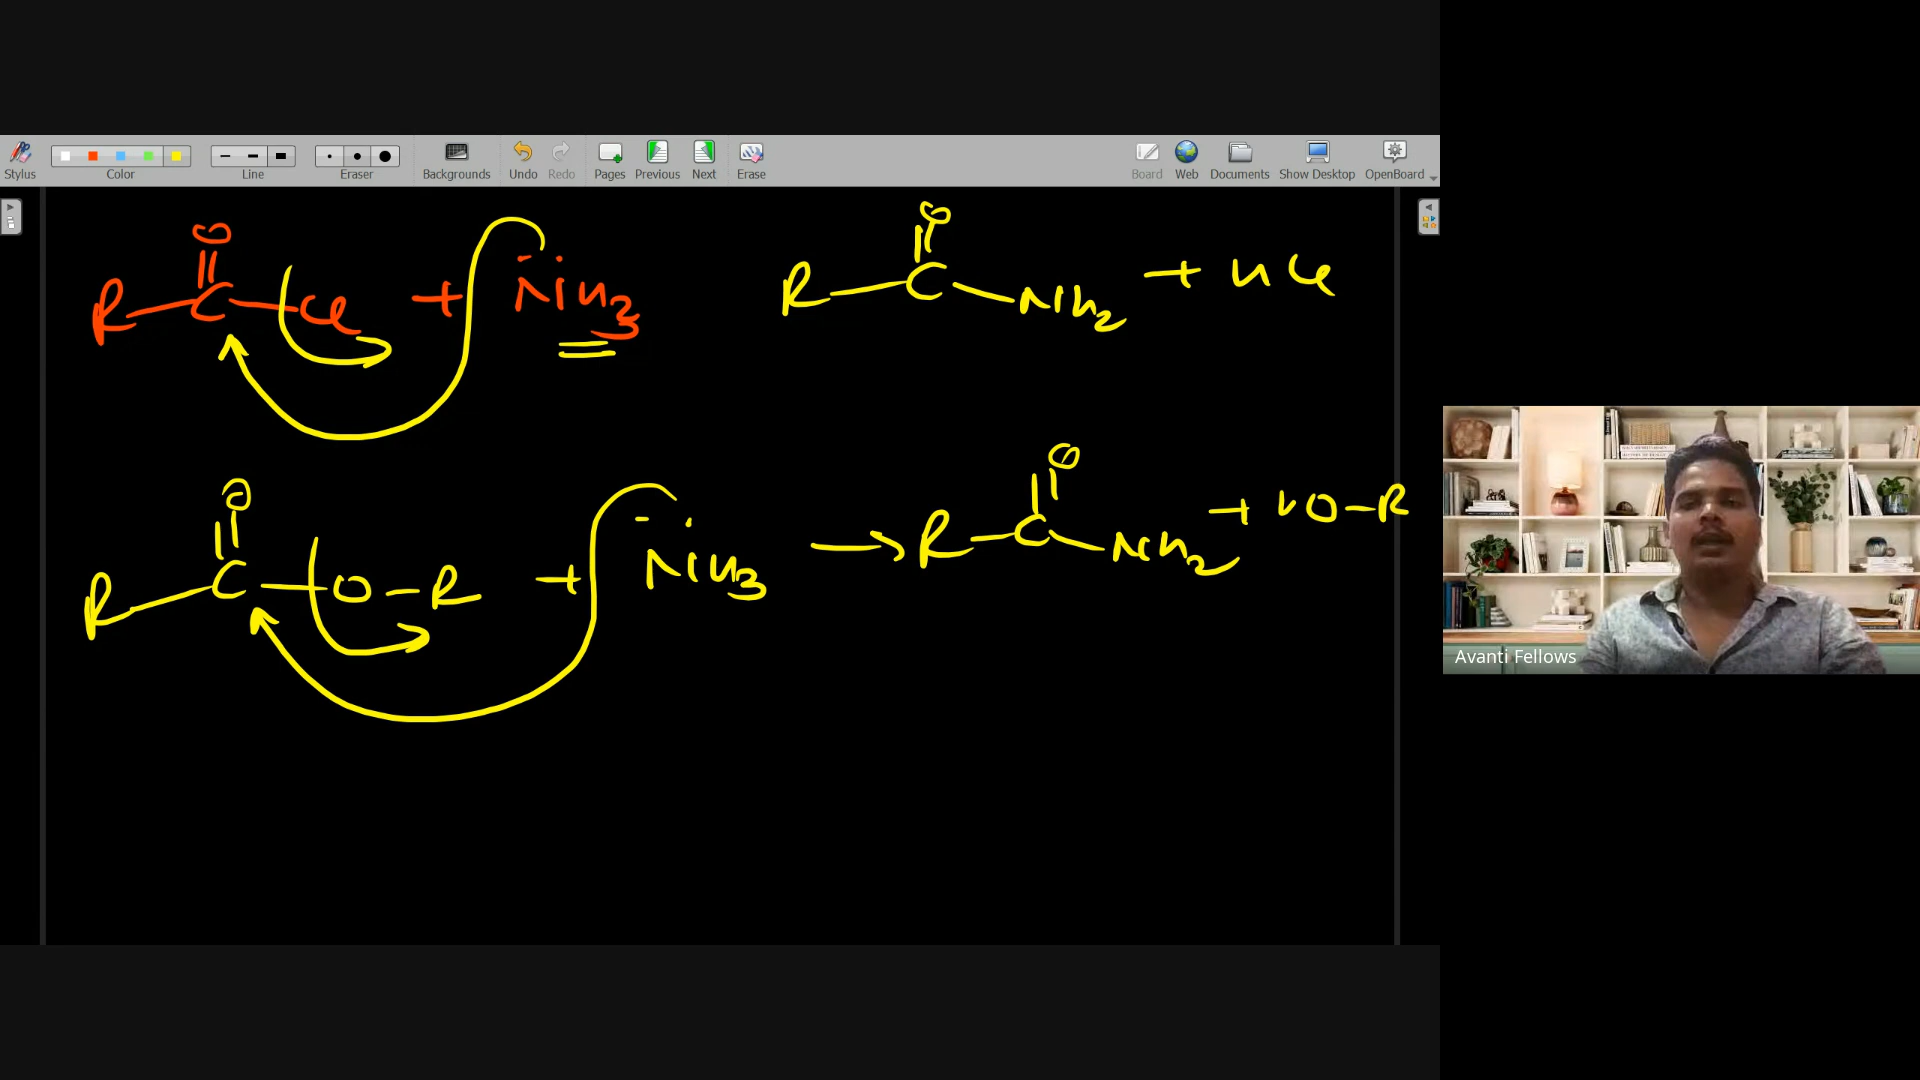 Stylus Color Line Eraser Backgrounds Undo Redo Pages Previous Next Erase Board Web Documents Show Desktop OpenBoard
O O
R - C - Cl + NH3 R - C - NH2 + HCl
O O
R - C - O - R + NH3 → R - C - NH2 + HO - R
Avanti Fellows